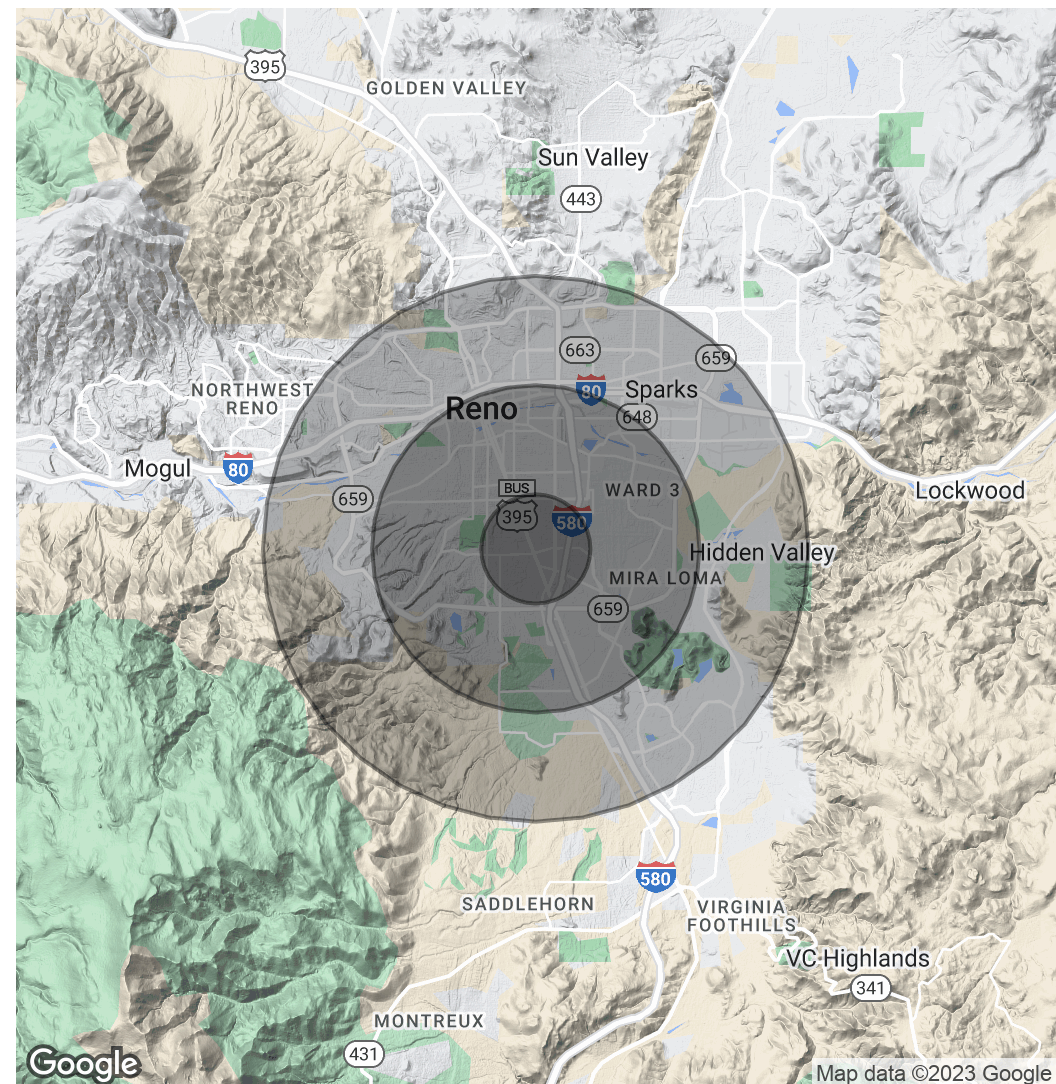 395
GOLDEN VALLEY
Sun Valley
443
663
659
NORTHWEST
RENO
80
Sparks
Reno
648
Mogul
80
BUS
WARD 3
Lockwood
659
395
580
Hidden Valley
MIRA LOMA
659
580
SADDLEHORN
VIRGINIA
FOOTHILLS
VC Highlands
341
MONTREUX
431
Google
Map data ©2023 Google